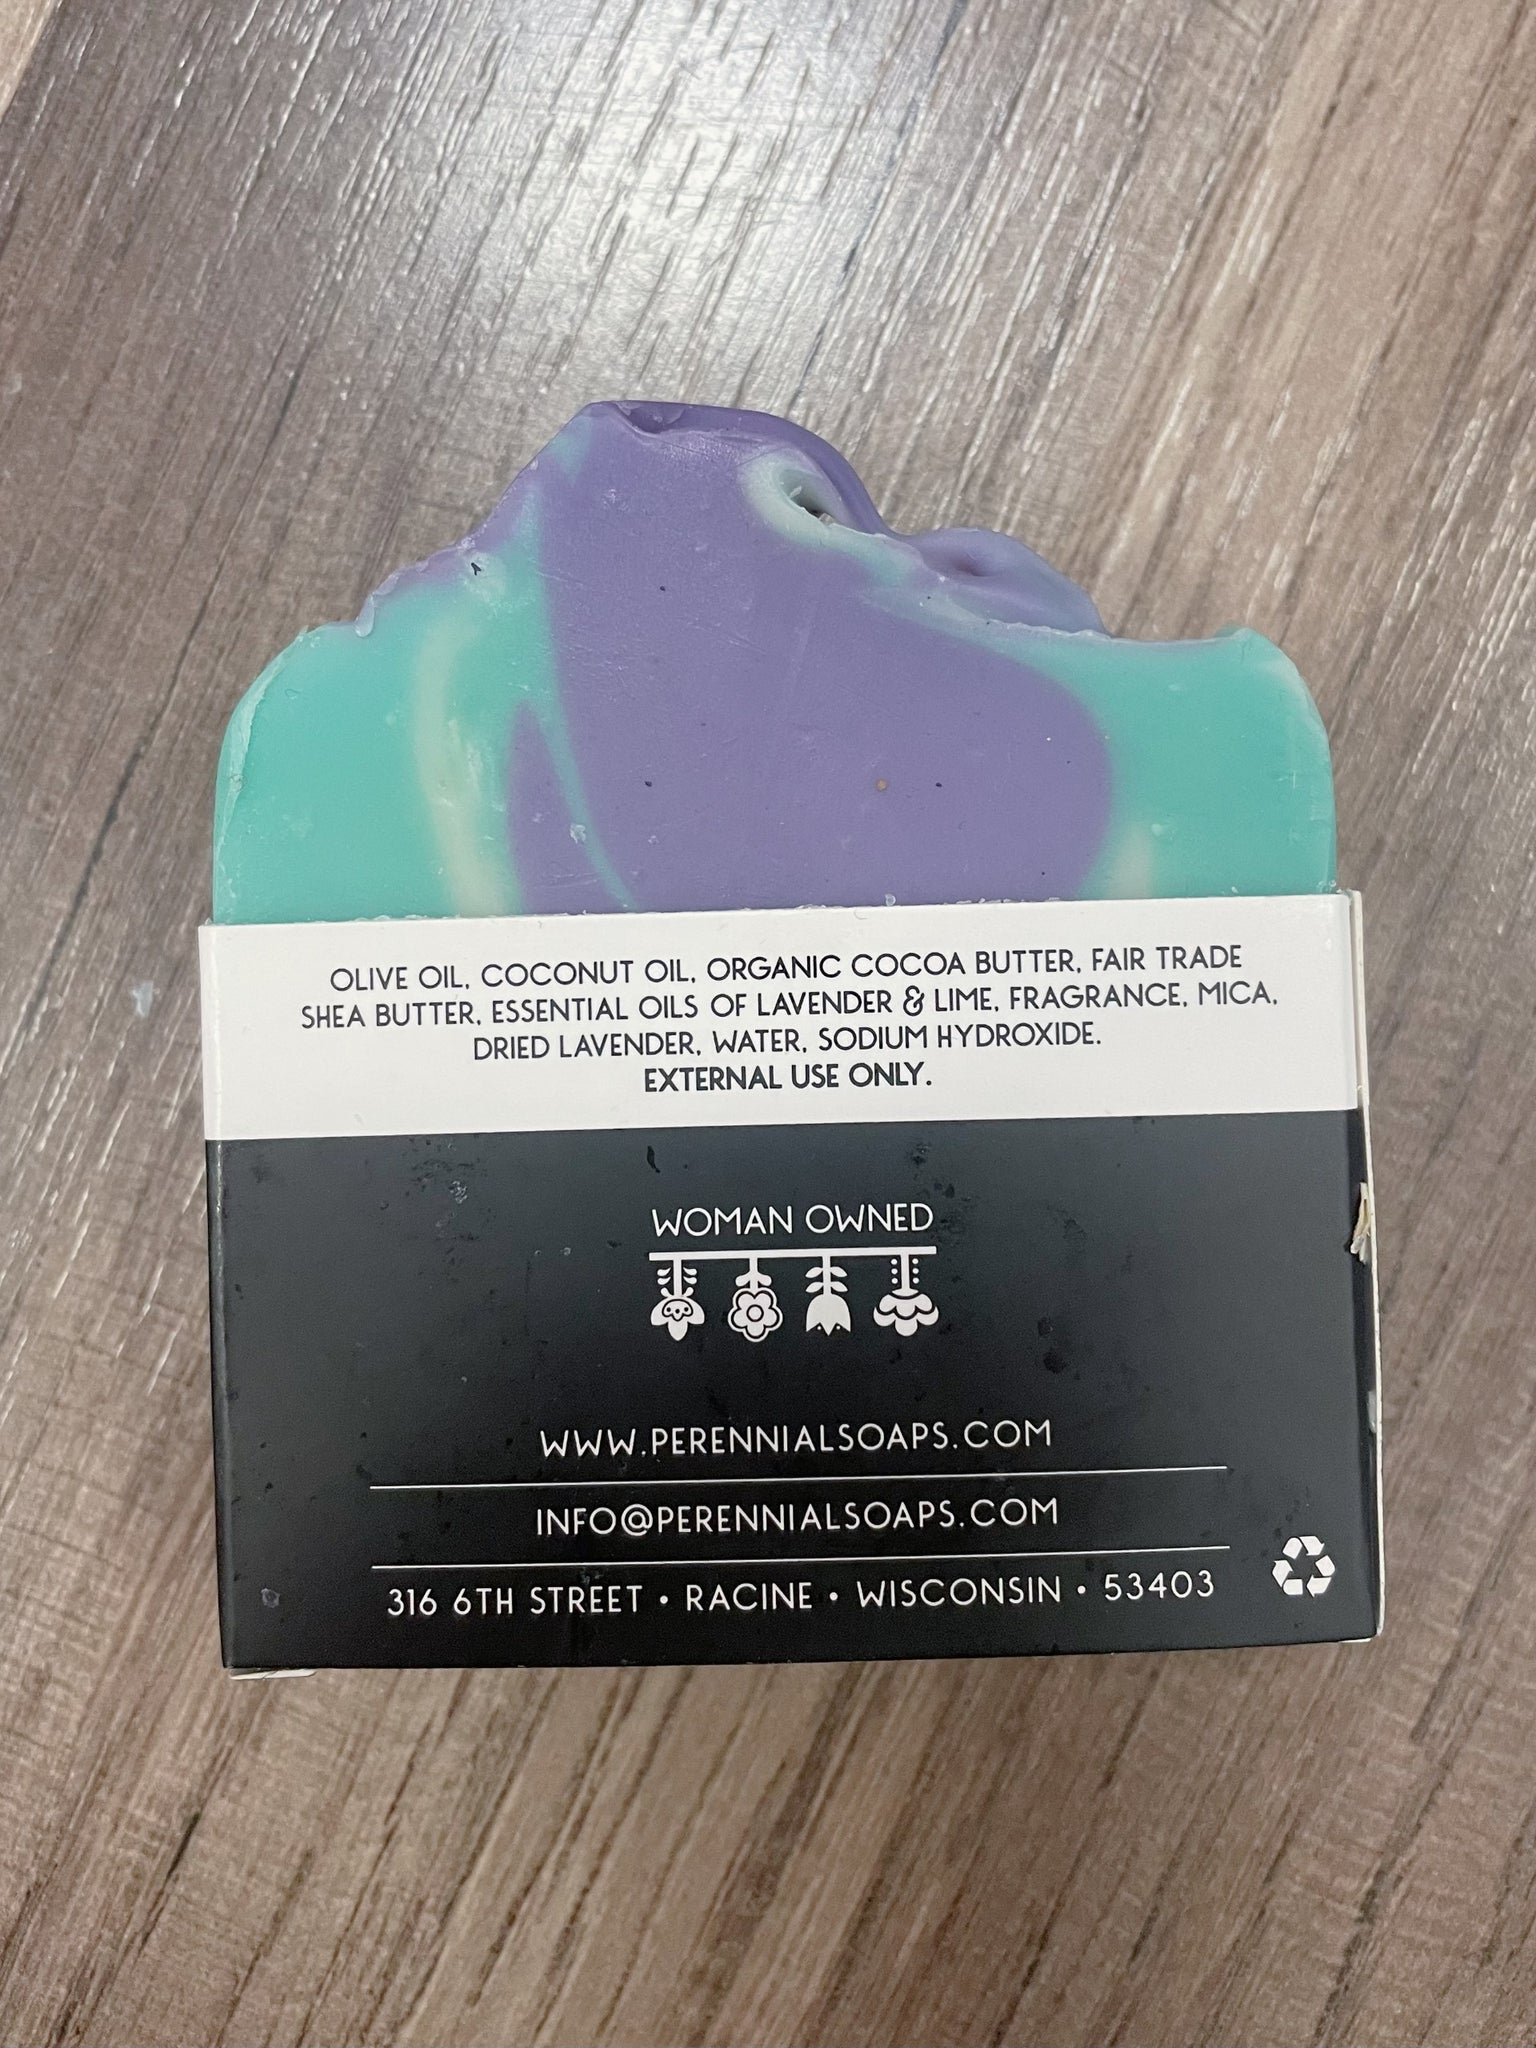 OLIVE OIL, COCONUT OIL, ORGANIC COCOA BUTTER, FAIR TRADE
SHEA BUTTER, ESSENTIAL OILS OF LAVENDER & LIME, FRAGRANCE, MICA,
DRIED LAVENDER, WATER, SODIUM HYDROXIDE.
EXTERNAL USE ONLY.
WOMAN OWNED
WWW.PERENNIALSOAPS.COM
INFO@PERENNIALSOAPS.COM
316 6TH STREET • RACINE • WISCONSIN • 53403